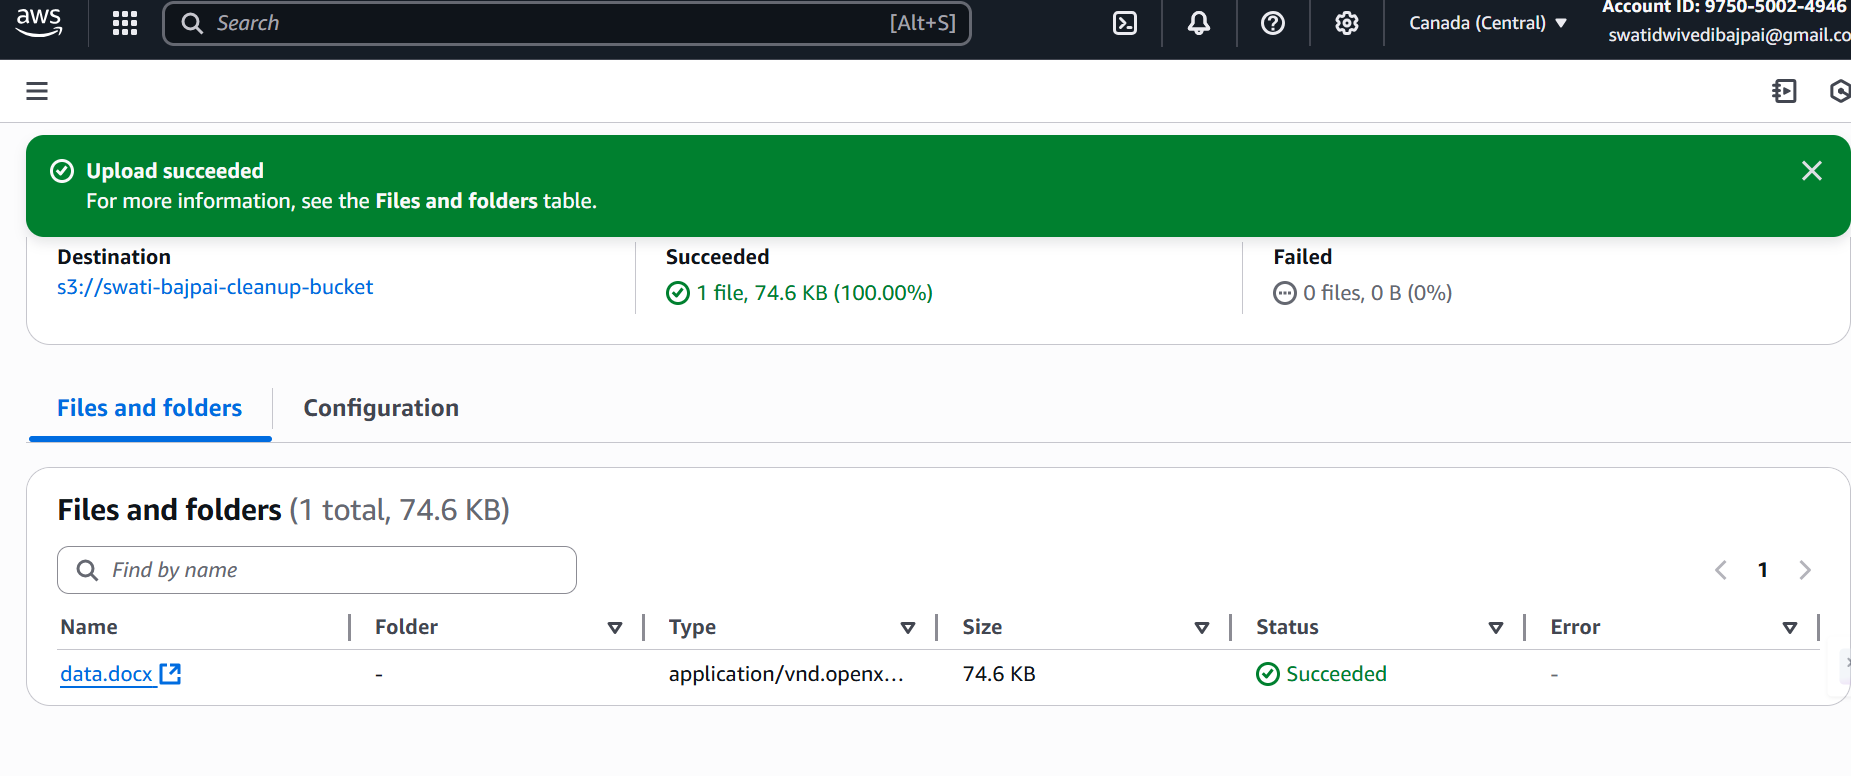 aws
Search
[Alt+S]
Canada (Central)
Account ID: 9750-5002-4946
swatidwivedibajpai@gmail.co
Upload succeeded
For more information, see the Files and folders table.
Destination
s3://swati-bajpai-cleanup-bucket
Succeeded
1 file, 74.6 KB (100.00%)
Failed
0 files, 0 B (0%)
Files and folders
Configuration
Files and folders (1 total, 74.6 KB)
Find by name
1
Name Folder Type Size Status Error
data.docx - application/vnd.openx... 74.6 KB Succeeded -